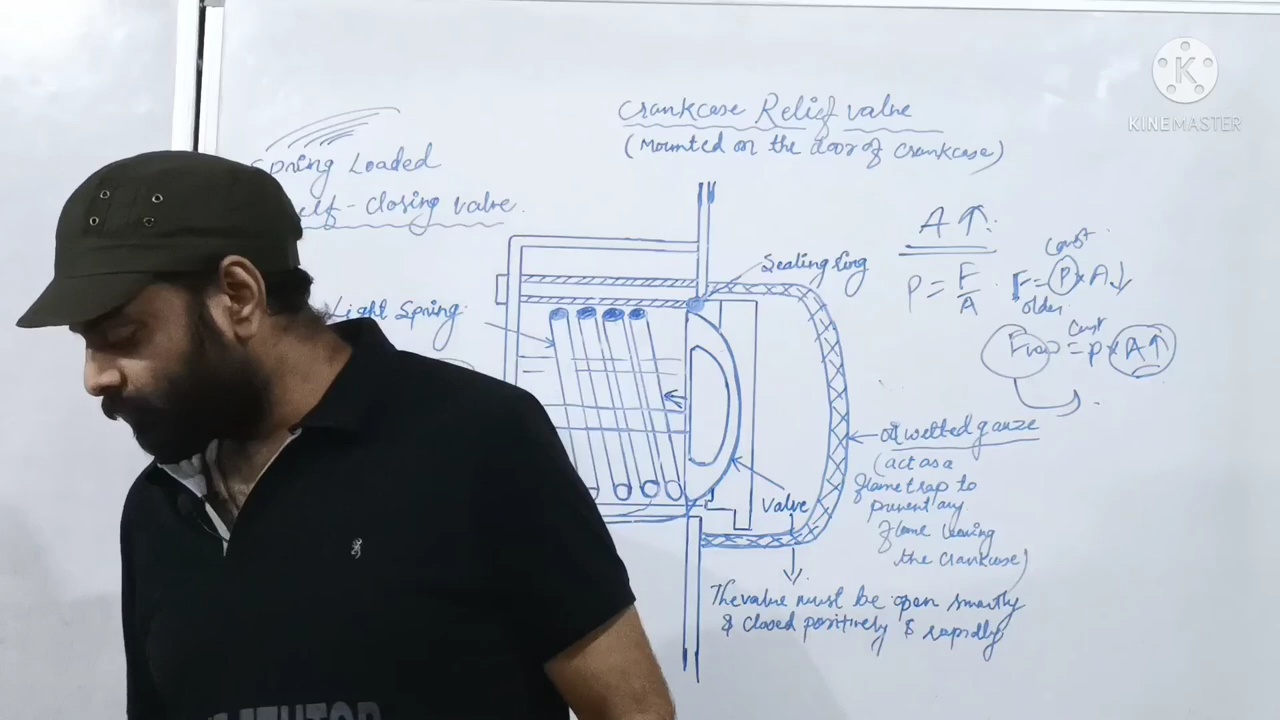 Crankcase Relief valve
(Mounted on the door of crankcase)
Spring Loaded
elf-closing valve.
Light Spring
Sealing ring
A↑
P = F/A
Const
F = P × A↓
older
const
= P × A↑
oil wetted gauze
(act as a
flame trap to
prevent any
flame leaving
the crankcase)
Valve
The valve must be open smartly
& closed positively & rapidly
K
KINEMASTER